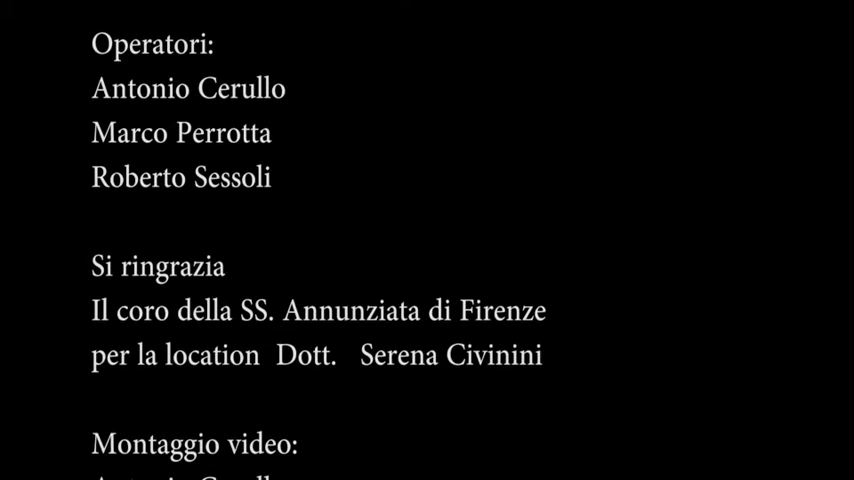 Operatori:
Antonio Cerullo
Marco Perrotta
Roberto Sessoli
Si ringrazia
Il coro della SS. Annunziata di Firenze
per la location Dott. Serena Civinini
Montaggio video: